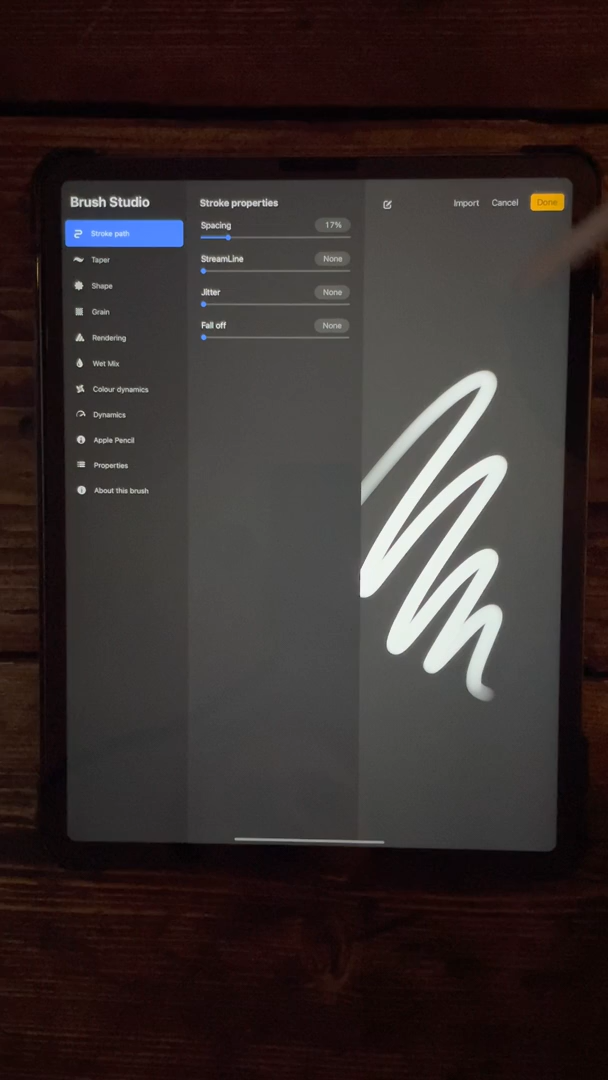 Brush Studio
Stroke path
Taper
Shape
Grain
Rendering
Wet Mix
Colour dynamics
Dynamics
Apple Pencil
Properties
About this brush
Stroke properties
Spacing 17%
StreamLine None
Jitter None
Fall off None
Import Cancel Done